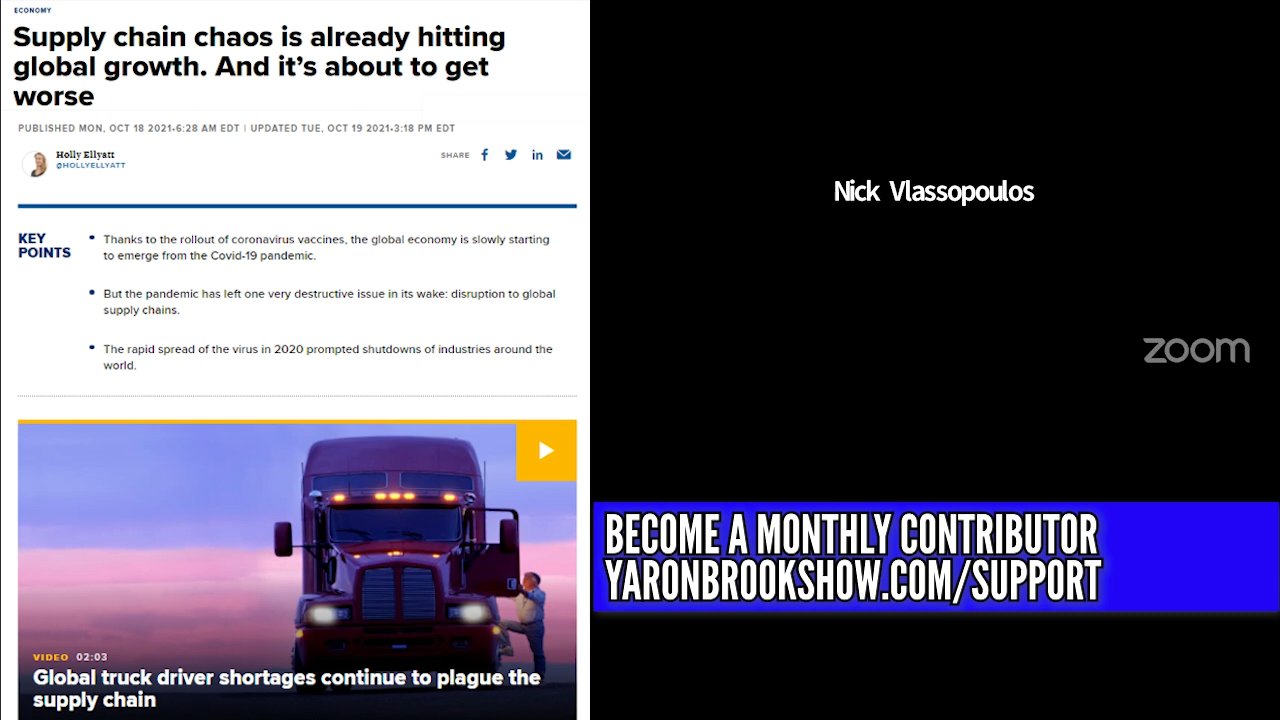 ECONOMY
Supply chain chaos is already hitting
global growth. And it's about to get
worse
PUBLISHED MON, OCT 18 2021•6:28 AM EDT | UPDATED TUE, OCT 19 2021•3:18 PM EDT
Holly Ellyatt
@HOLLYELLYATT
SHARE
KEY
POINTS
Thanks to the rollout of coronavirus vaccines, the global economy is slowly starting
to emerge from the Covid-19 pandemic.
But the pandemic has left one very destructive issue in its wake: disruption to global
supply chains.
The rapid spread of the virus in 2020 prompted shutdowns of industries around the
world.
VIDEO 02:03
Global truck driver shortages continue to plague the
supply chain
Nick Vlassopoulos
zoom
BECOME A MONTHLY CONTRIBUTOR
YARONBROOKSHOW.COM/SUPPORT